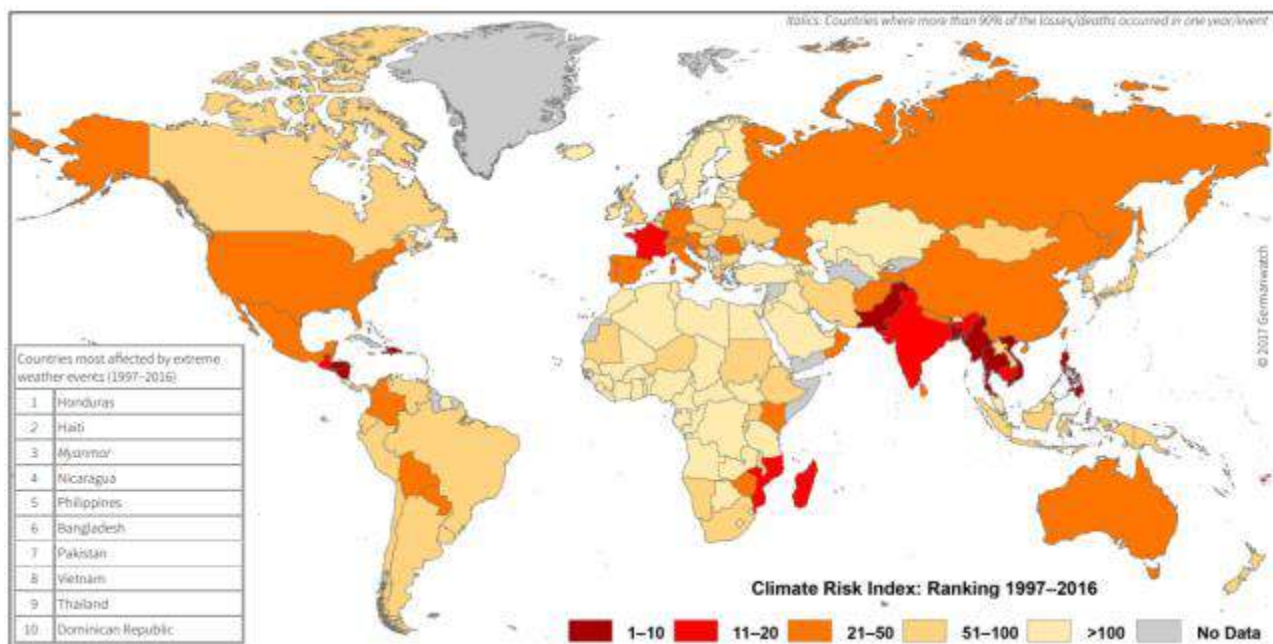 Italics: Countries where more than 90% of the losses/deaths occurred in one year/event
© 2017 Germanwatch
Countries most affected by extreme
weather events (1997–2016)
1 Honduras
2 Haiti
3 Myanmar
4 Nicaragua
5 Philippines
6 Bangladesh
7 Pakistan
8 Vietnam
9 Thailand
10 Dominican Republic
Climate Risk Index: Ranking 1997–2016
1–10 11–20 21–50 51–100 >100 No Data